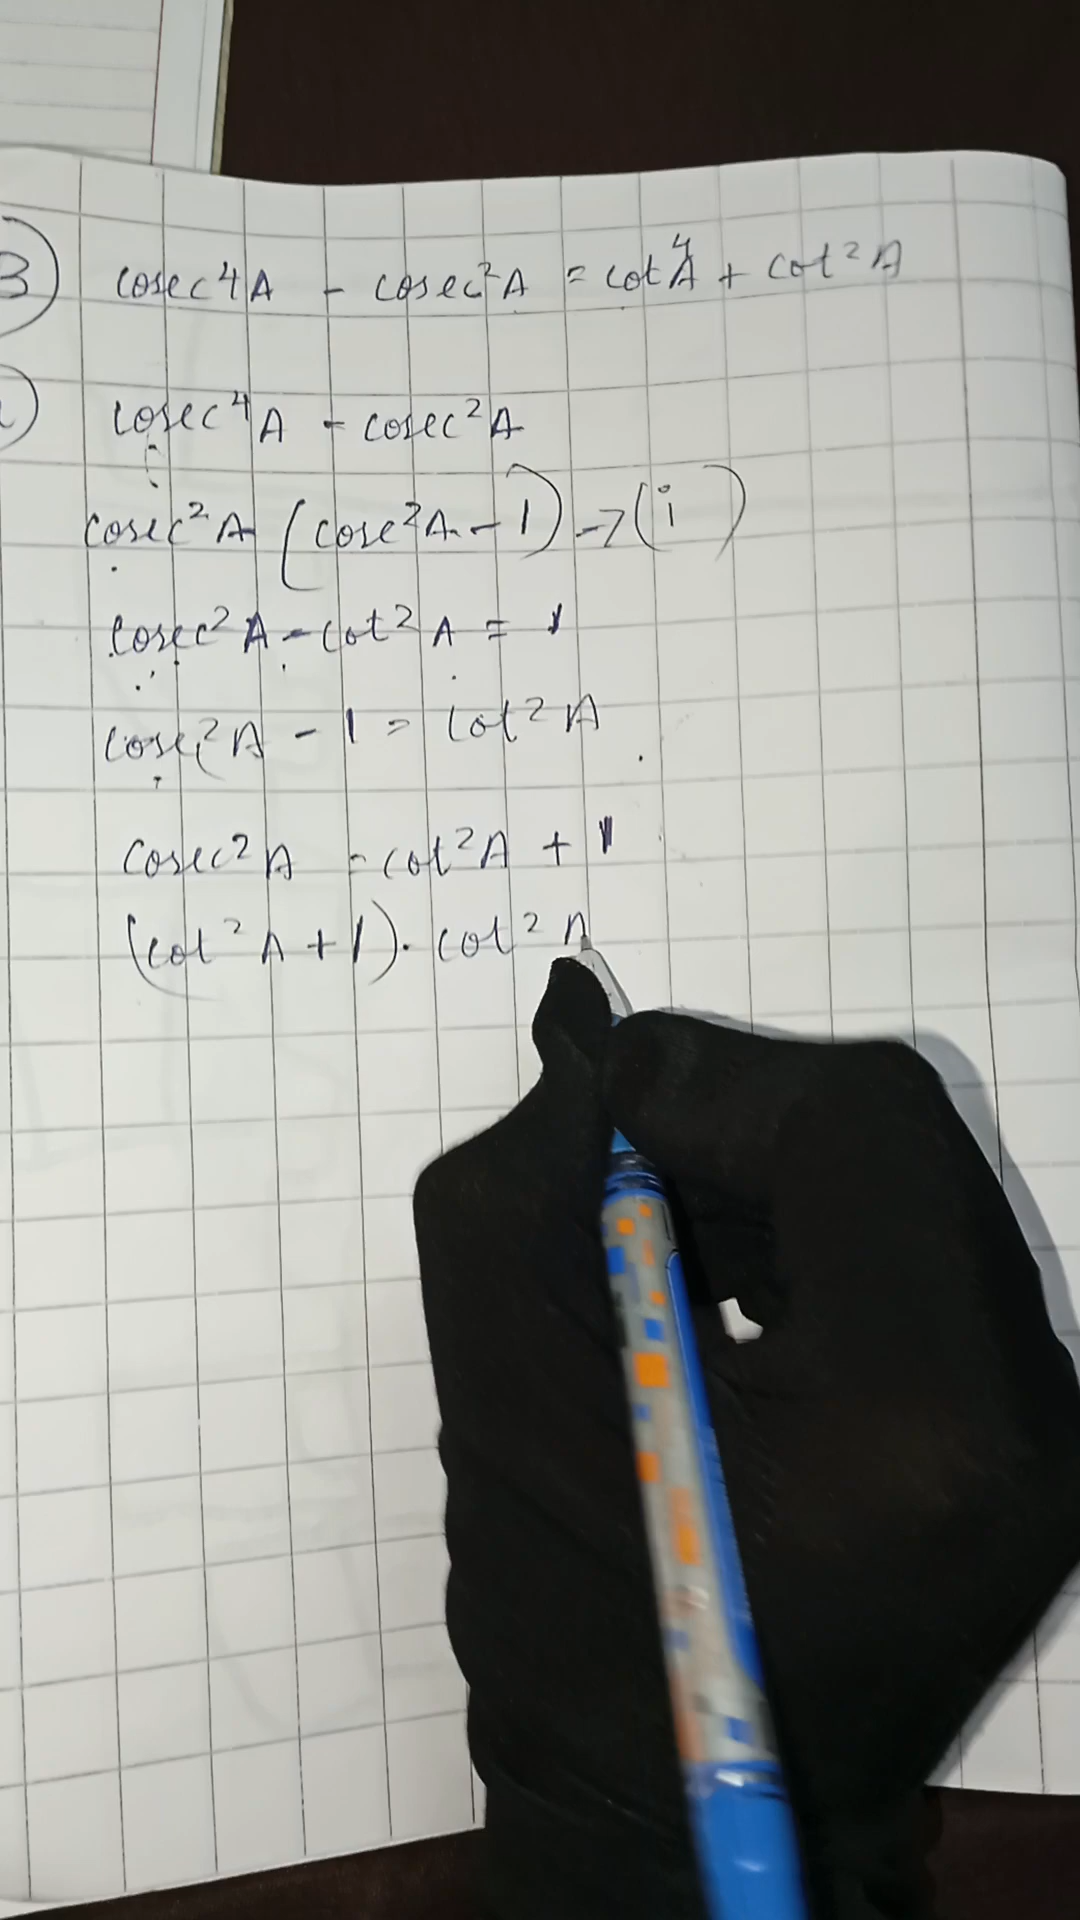 3) cosec⁴A - cosec²A = cot⁴A + cot²A
cosec⁴A - cosec²A
cosec²A (cose²A - 1) → (i)
cosec²A - cot²A = 1
cosec²A - 1 = cot²A
cosec²A = cot²A + 1
(cot²A + 1). cot²A